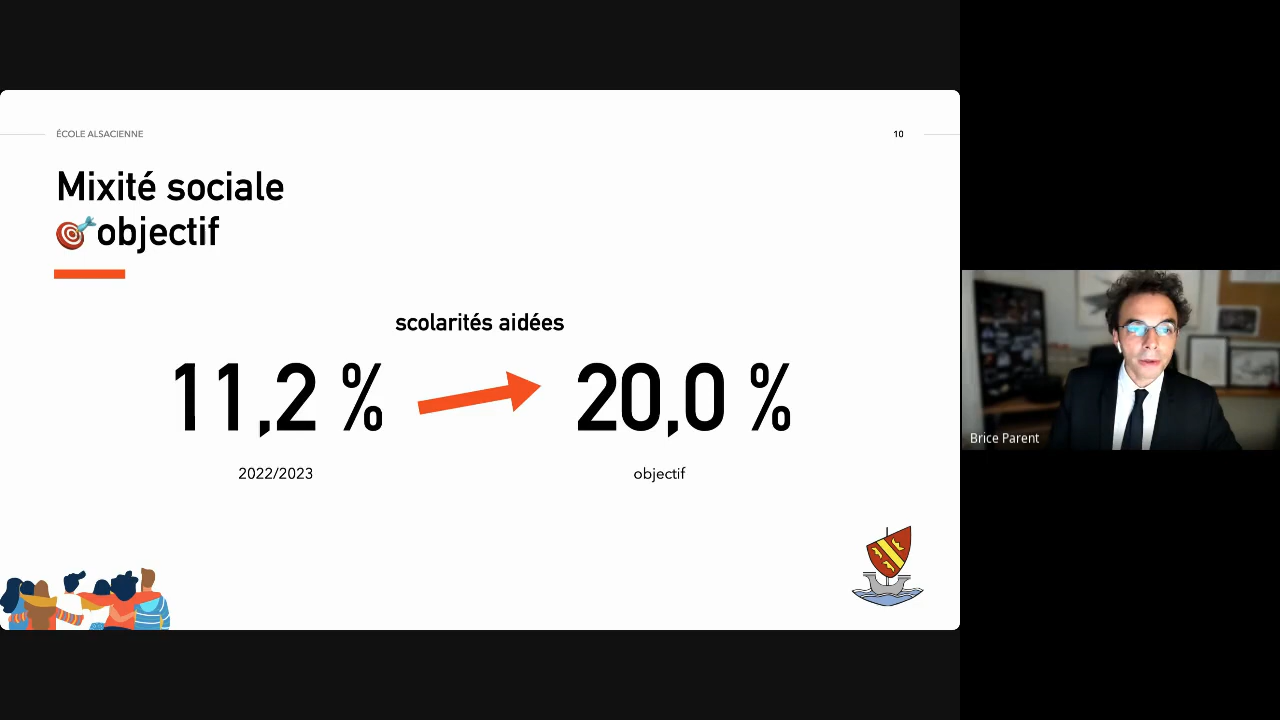 ÉCOLE ALSACIENNE
10
Mixité sociale
🎯objectif
scolarités aidées
11,2 %
20,0 %
2022/2023
objectif
Brice Parent